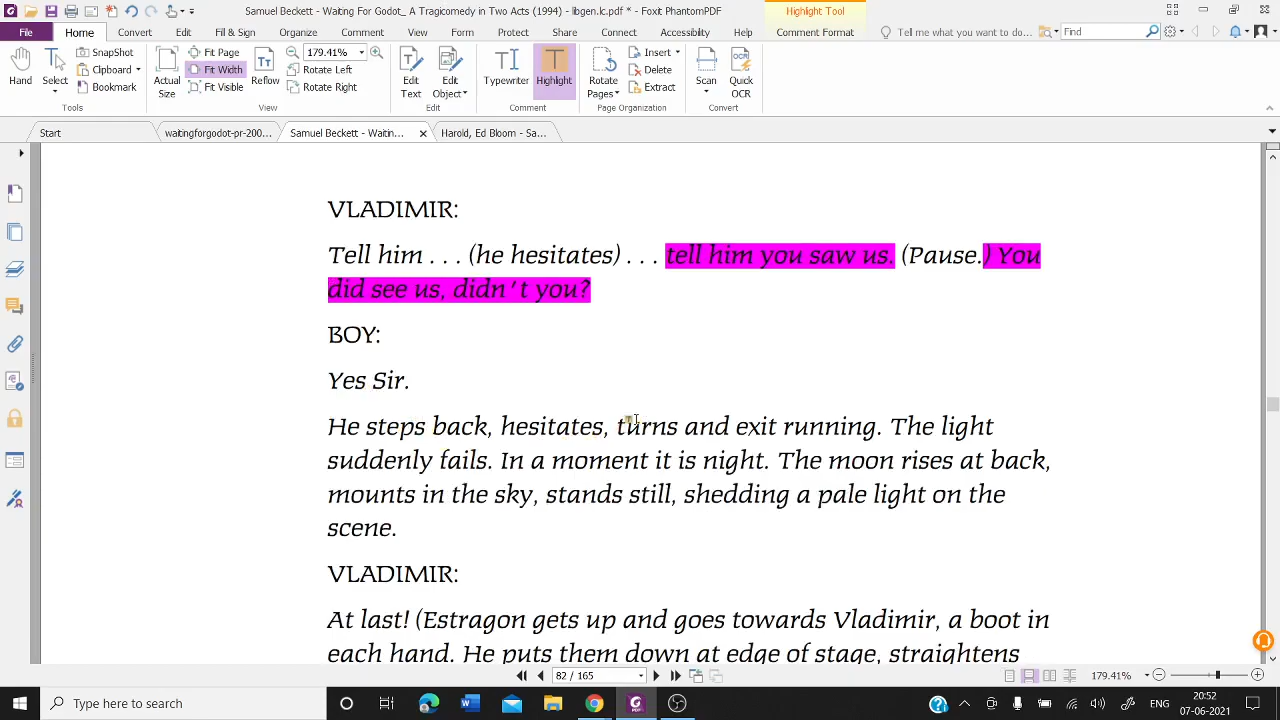 Samuel Beckett - Waiting For Godot_ A Tragicomedy in Two Acts (1994) - libgen.lc.pdf * - Foxit PhantomPDF
Highlight Tool
File Home Convert Edit Fill & Sign Organize Comment View Form Protect Share Connect Accessibility Help Comment Format Tell me what you want to do... Find
SnapShot Fit Page 179.41% Insert
Clipboard Fit Width Rotate Left Delete
Hand Select Actual Size Reflow Edit Text Edit Object Typewriter Highlight Rotate Pages Scan Quick OCR
Bookmark Fit Visible Rotate Right Extract
Tools View Edit Comment Page Organization Convert
Start waitingforgodot-pr-200... Samuel Beckett - Waitin... Harold, Ed Bloom - Sa...
VLADIMIR:
Tell him . . . (he hesitates) . . . tell him you saw us. (Pause.) You
did see us, didn't you?
BOY:
Yes Sir.
He steps back, hesitates, turns and exit running. The light
suddenly fails. In a moment it is night. The moon rises at back,
mounts in the sky, stands still, shedding a pale light on the
scene.
VLADIMIR:
At last! (Estragon gets up and goes towards Vladimir, a boot in
each hand. He puts them down at edge of stage, straightens
82 / 165 179.41%
Type here to search ENG 20:52
07-06-2021